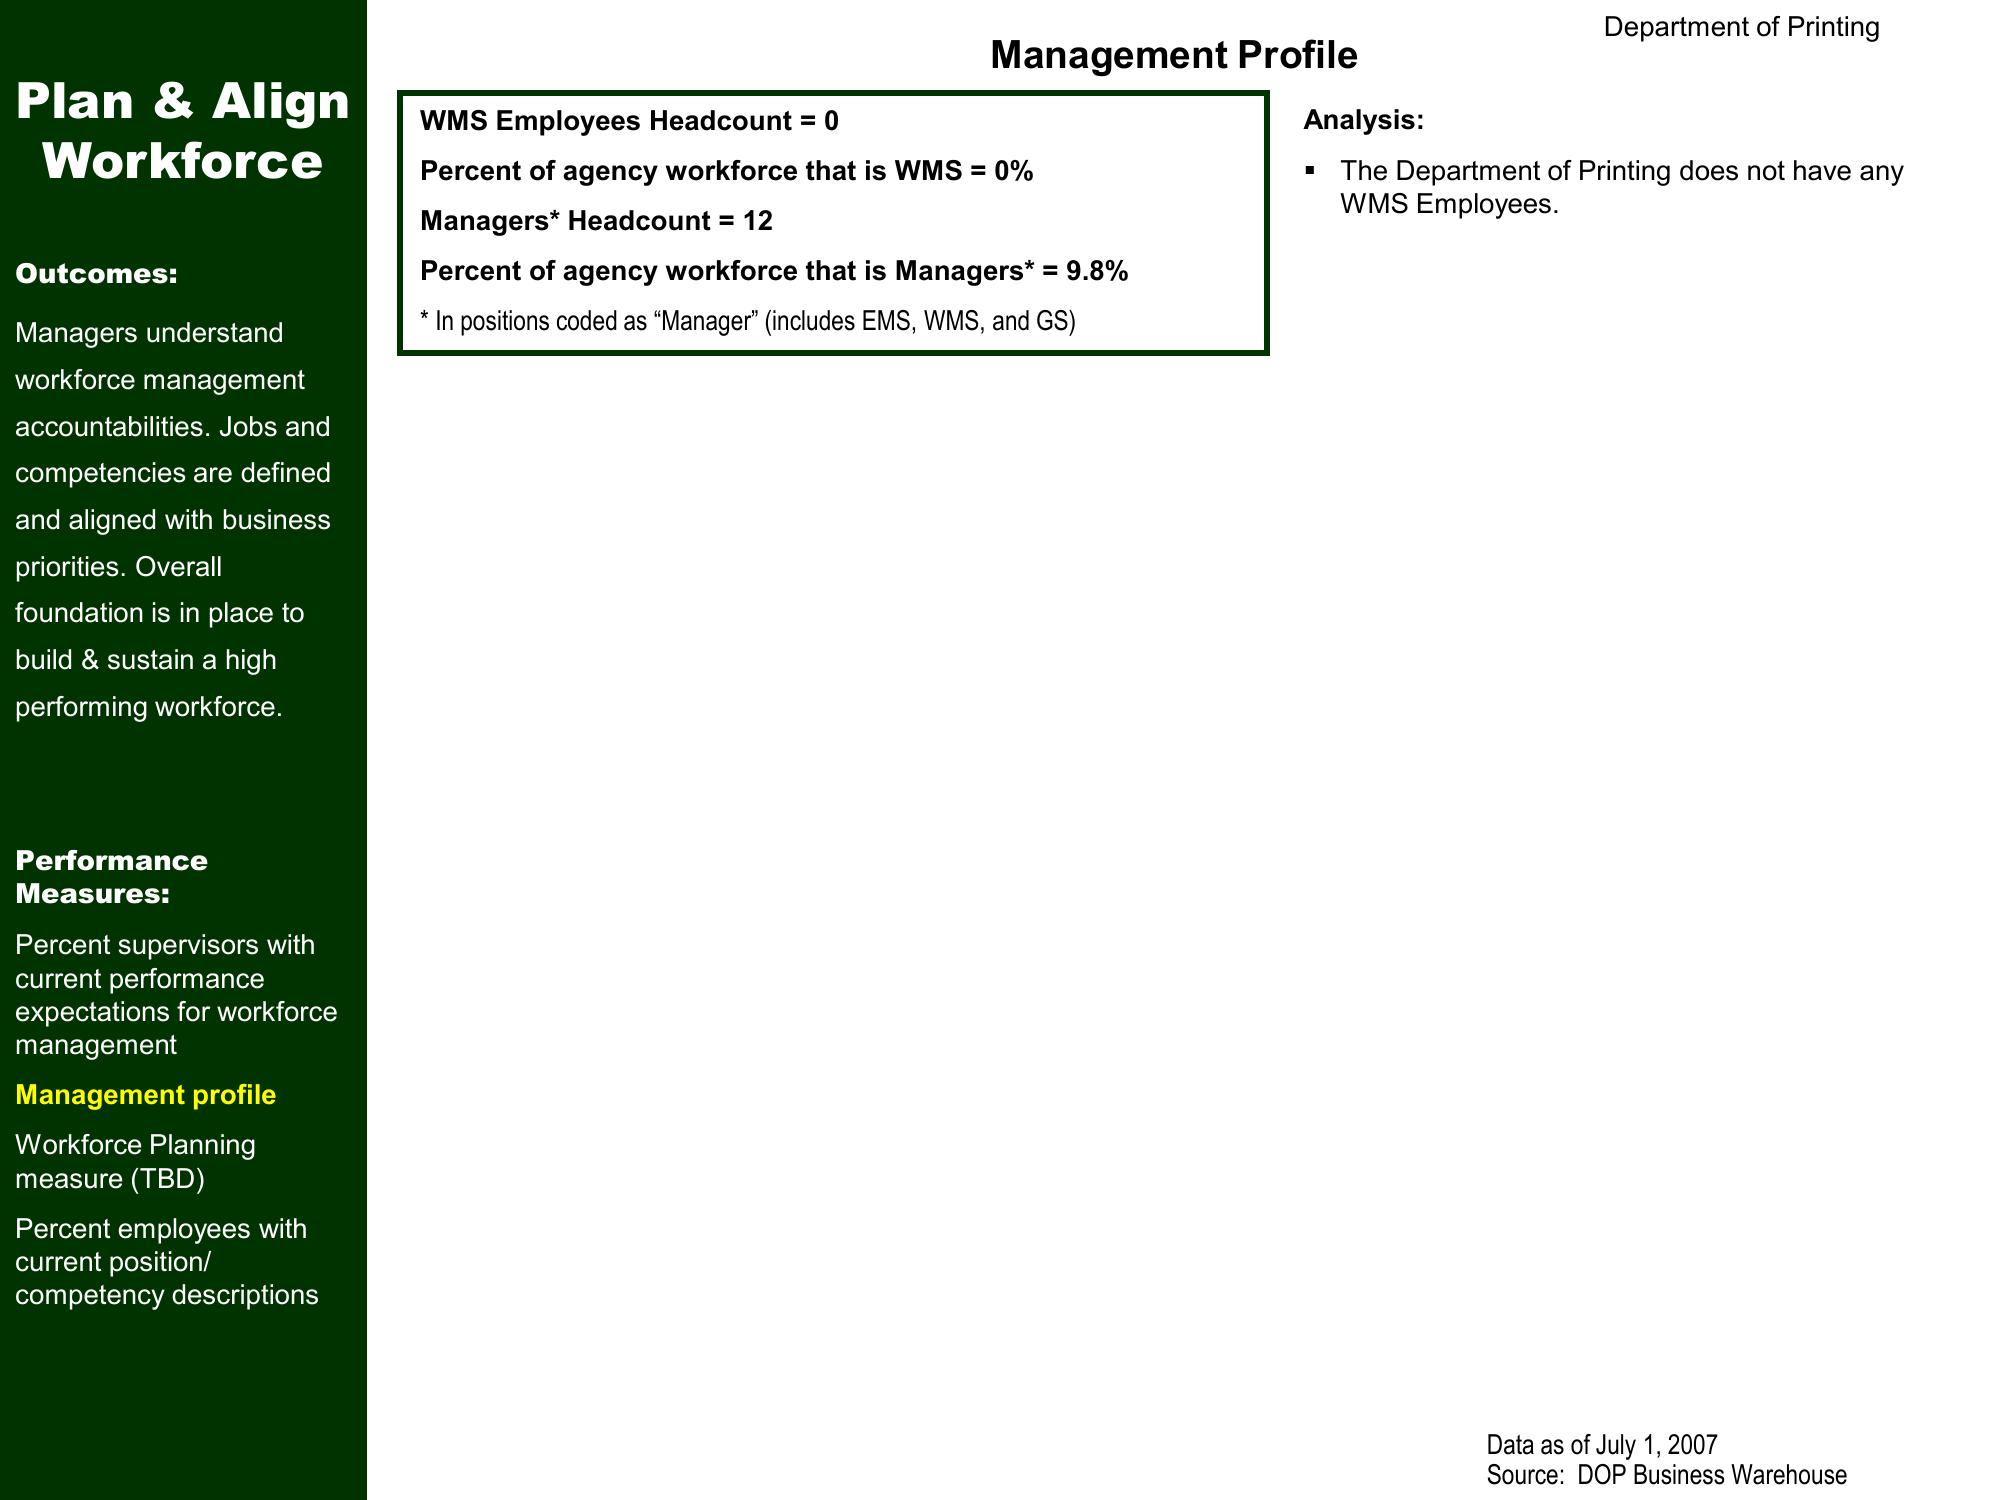 Department of Printing
Management Profile
Plan & Align
Workforce
Outcomes:
Managers understand
workforce management
accountabilities. Jobs and
competencies are defined
and aligned with business
priorities. Overall
foundation is in place to
build & sustain a high
performing workforce.
Performance
Measures:
Percent supervisors with
current performance
expectations for workforce
management
Management profile
Workforce Planning
measure (TBD)
Percent employees with
current position/
competency descriptions
WMS Employees Headcount = 0
Percent of agency workforce that is WMS = 0%
Managers* Headcount = 12
Percent of agency workforce that is Managers* = 9.8%
* In positions coded as “Manager” (includes EMS, WMS, and GS)
Analysis:
▪ The Department of Printing does not have any
WMS Employees.
Data as of July 1, 2007
Source:  DOP Business Warehouse